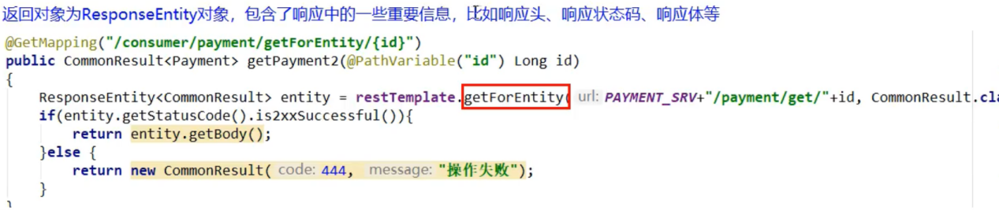 返回对象为ResponseEntity对象，包含了响应中的一些重要信息，比如响应头、响应状态码、响应体等
@GetMapping("/consumer/payment/getForEntity/{id}")
public CommonResult<Payment> getPayment2(@PathVariable("id") Long id)
{
ResponseEntity<CommonResult> entity = restTemplate.getForEntity( url: PAYMENT_SRV+"/payment/get/"+id, CommonResult.cla
if(entity.getStatusCode().is2xxSuccessful()){
return entity.getBody();
}else {
return new CommonResult( code: 444, message: "操作失败");
}
}